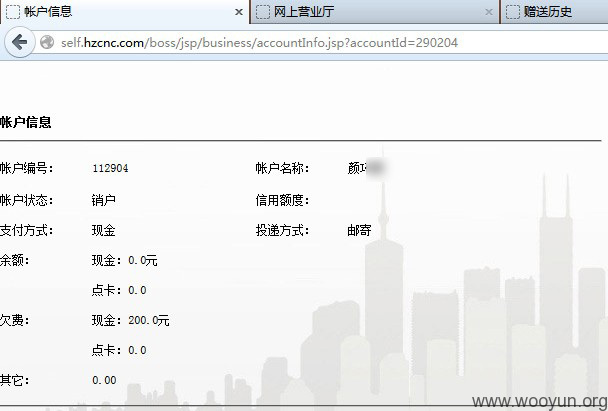 帐户信息 网上营业厅 赠送历史
self.hzcnc.com/boss/jsp/business/accountInfo.jsp?accountId=290204
帐户信息
帐户编号： 112904 帐户名称： 颜
帐户状态： 销户 信用额度：
支付方式： 现金 投递方式： 邮寄
余额： 现金：0.0元
点卡：0.0
欠费： 现金：200.0元
点卡：0.0
其它： 0.00
www.wooyun.org